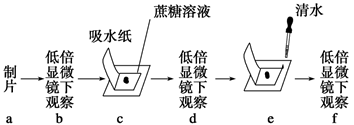 蔗糖溶液
清水
吸水纸
制片
低倍显微镜下观察
低倍显微镜下观察
低倍显微镜下观察
a b c d e f